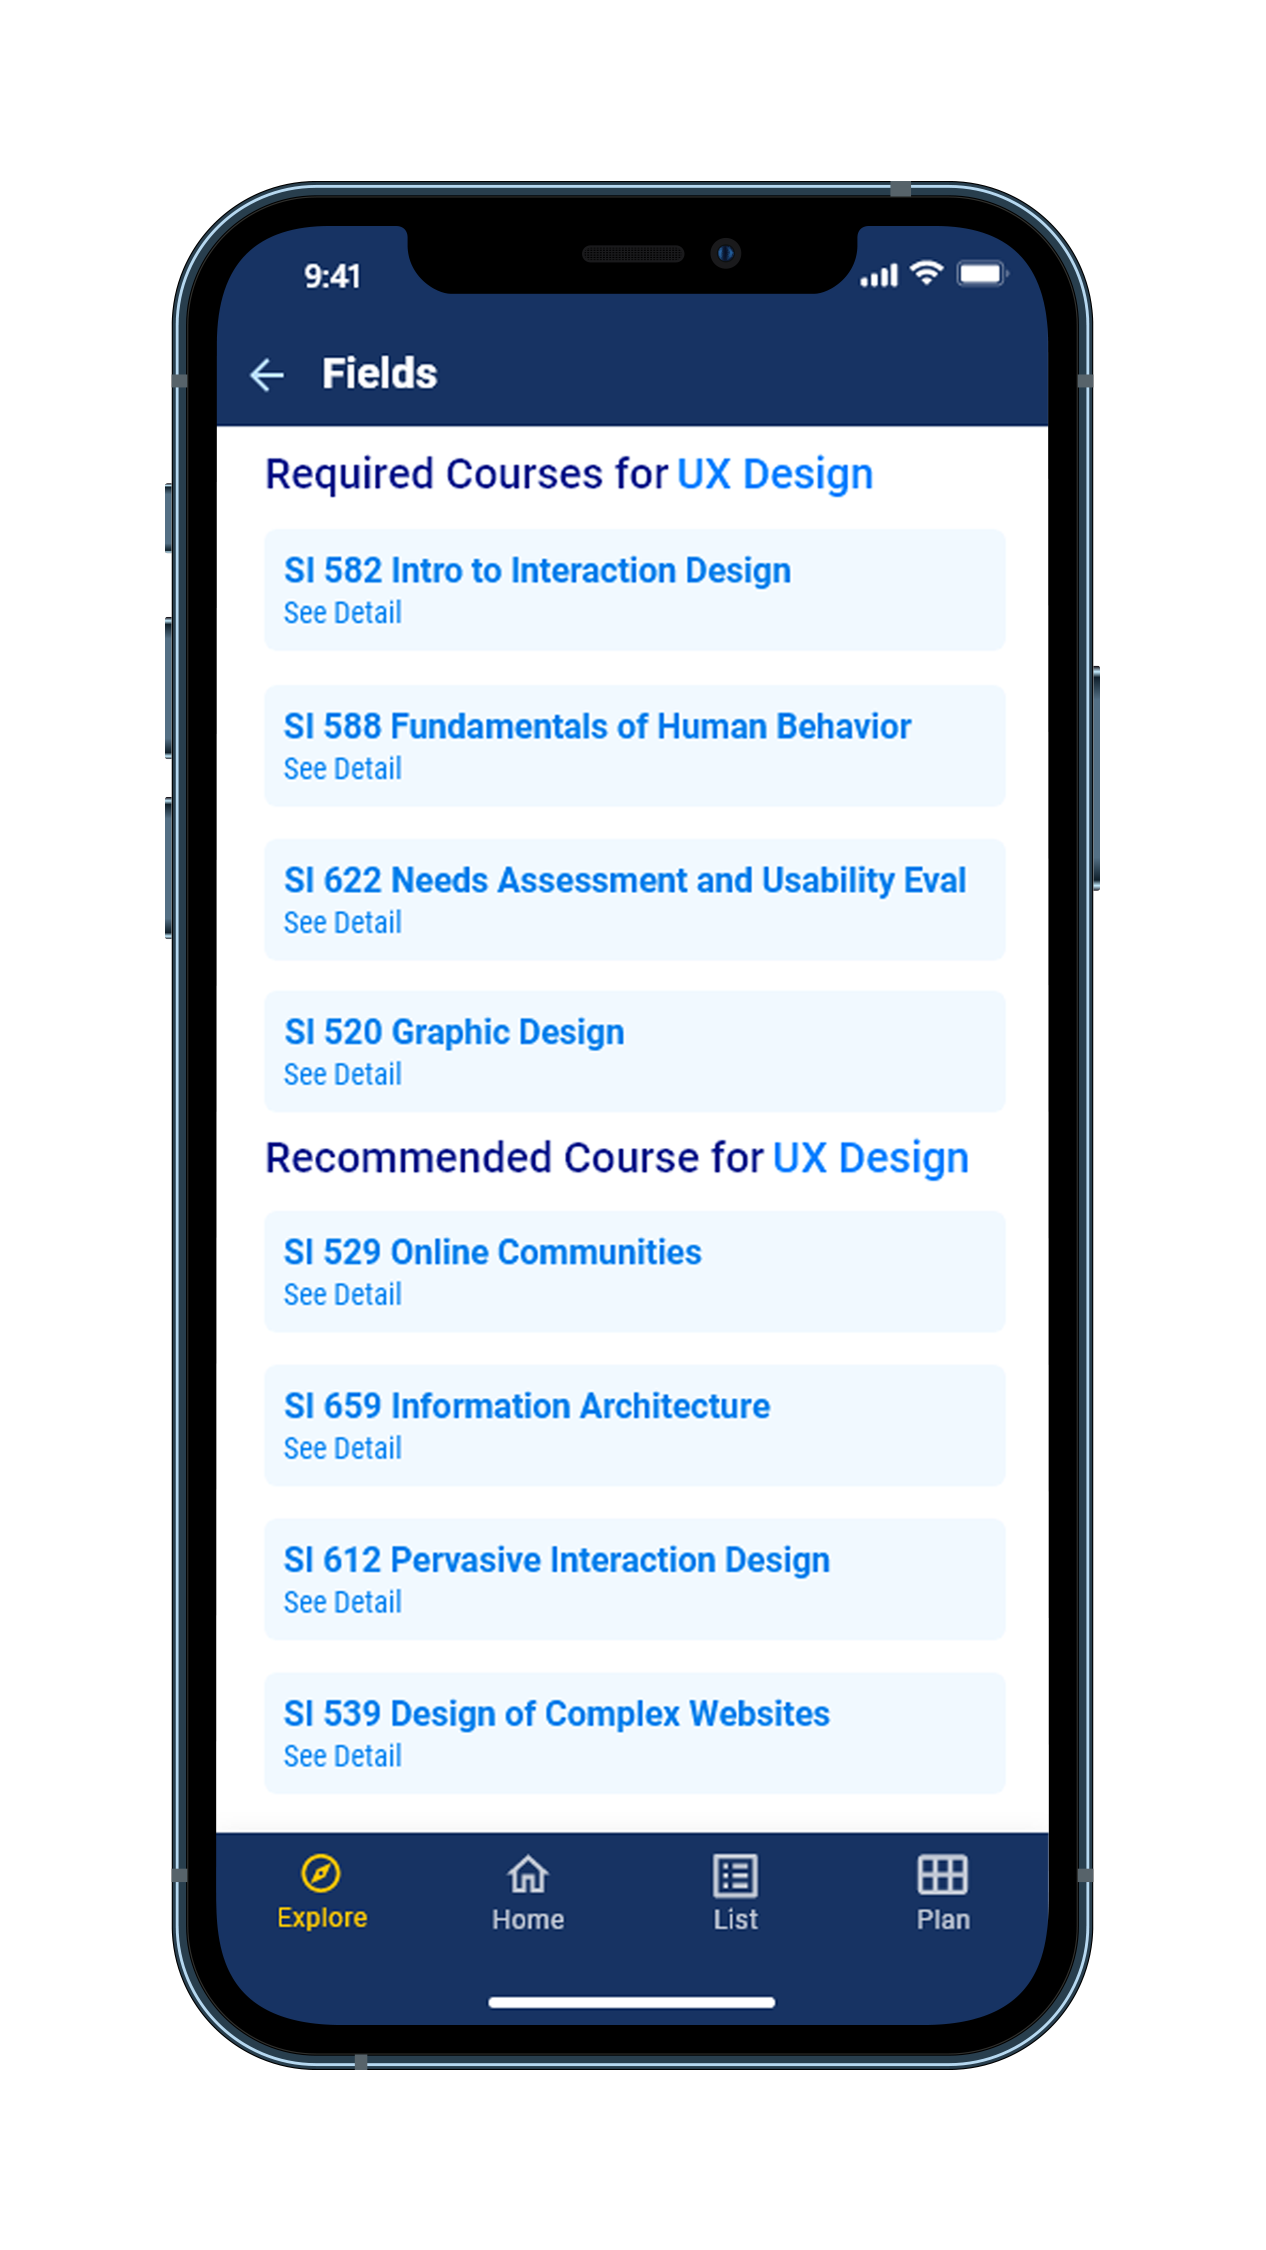 9:41
Fields
Required Courses for UX Design
SI 582 Intro to Interaction Design
See Detail
SI 588 Fundamentals of Human Behavior
See Detail
SI 622 Needs Assessment and Usability Eval
See Detail
SI 520 Graphic Design
See Detail
Recommended Course for UX Design
SI 529 Online Communities
See Detail
SI 659 Information Architecture
See Detail
SI 612 Pervasive Interaction Design
See Detail
SI 539 Design of Complex Websites
See Detail
Explore Home List Plan